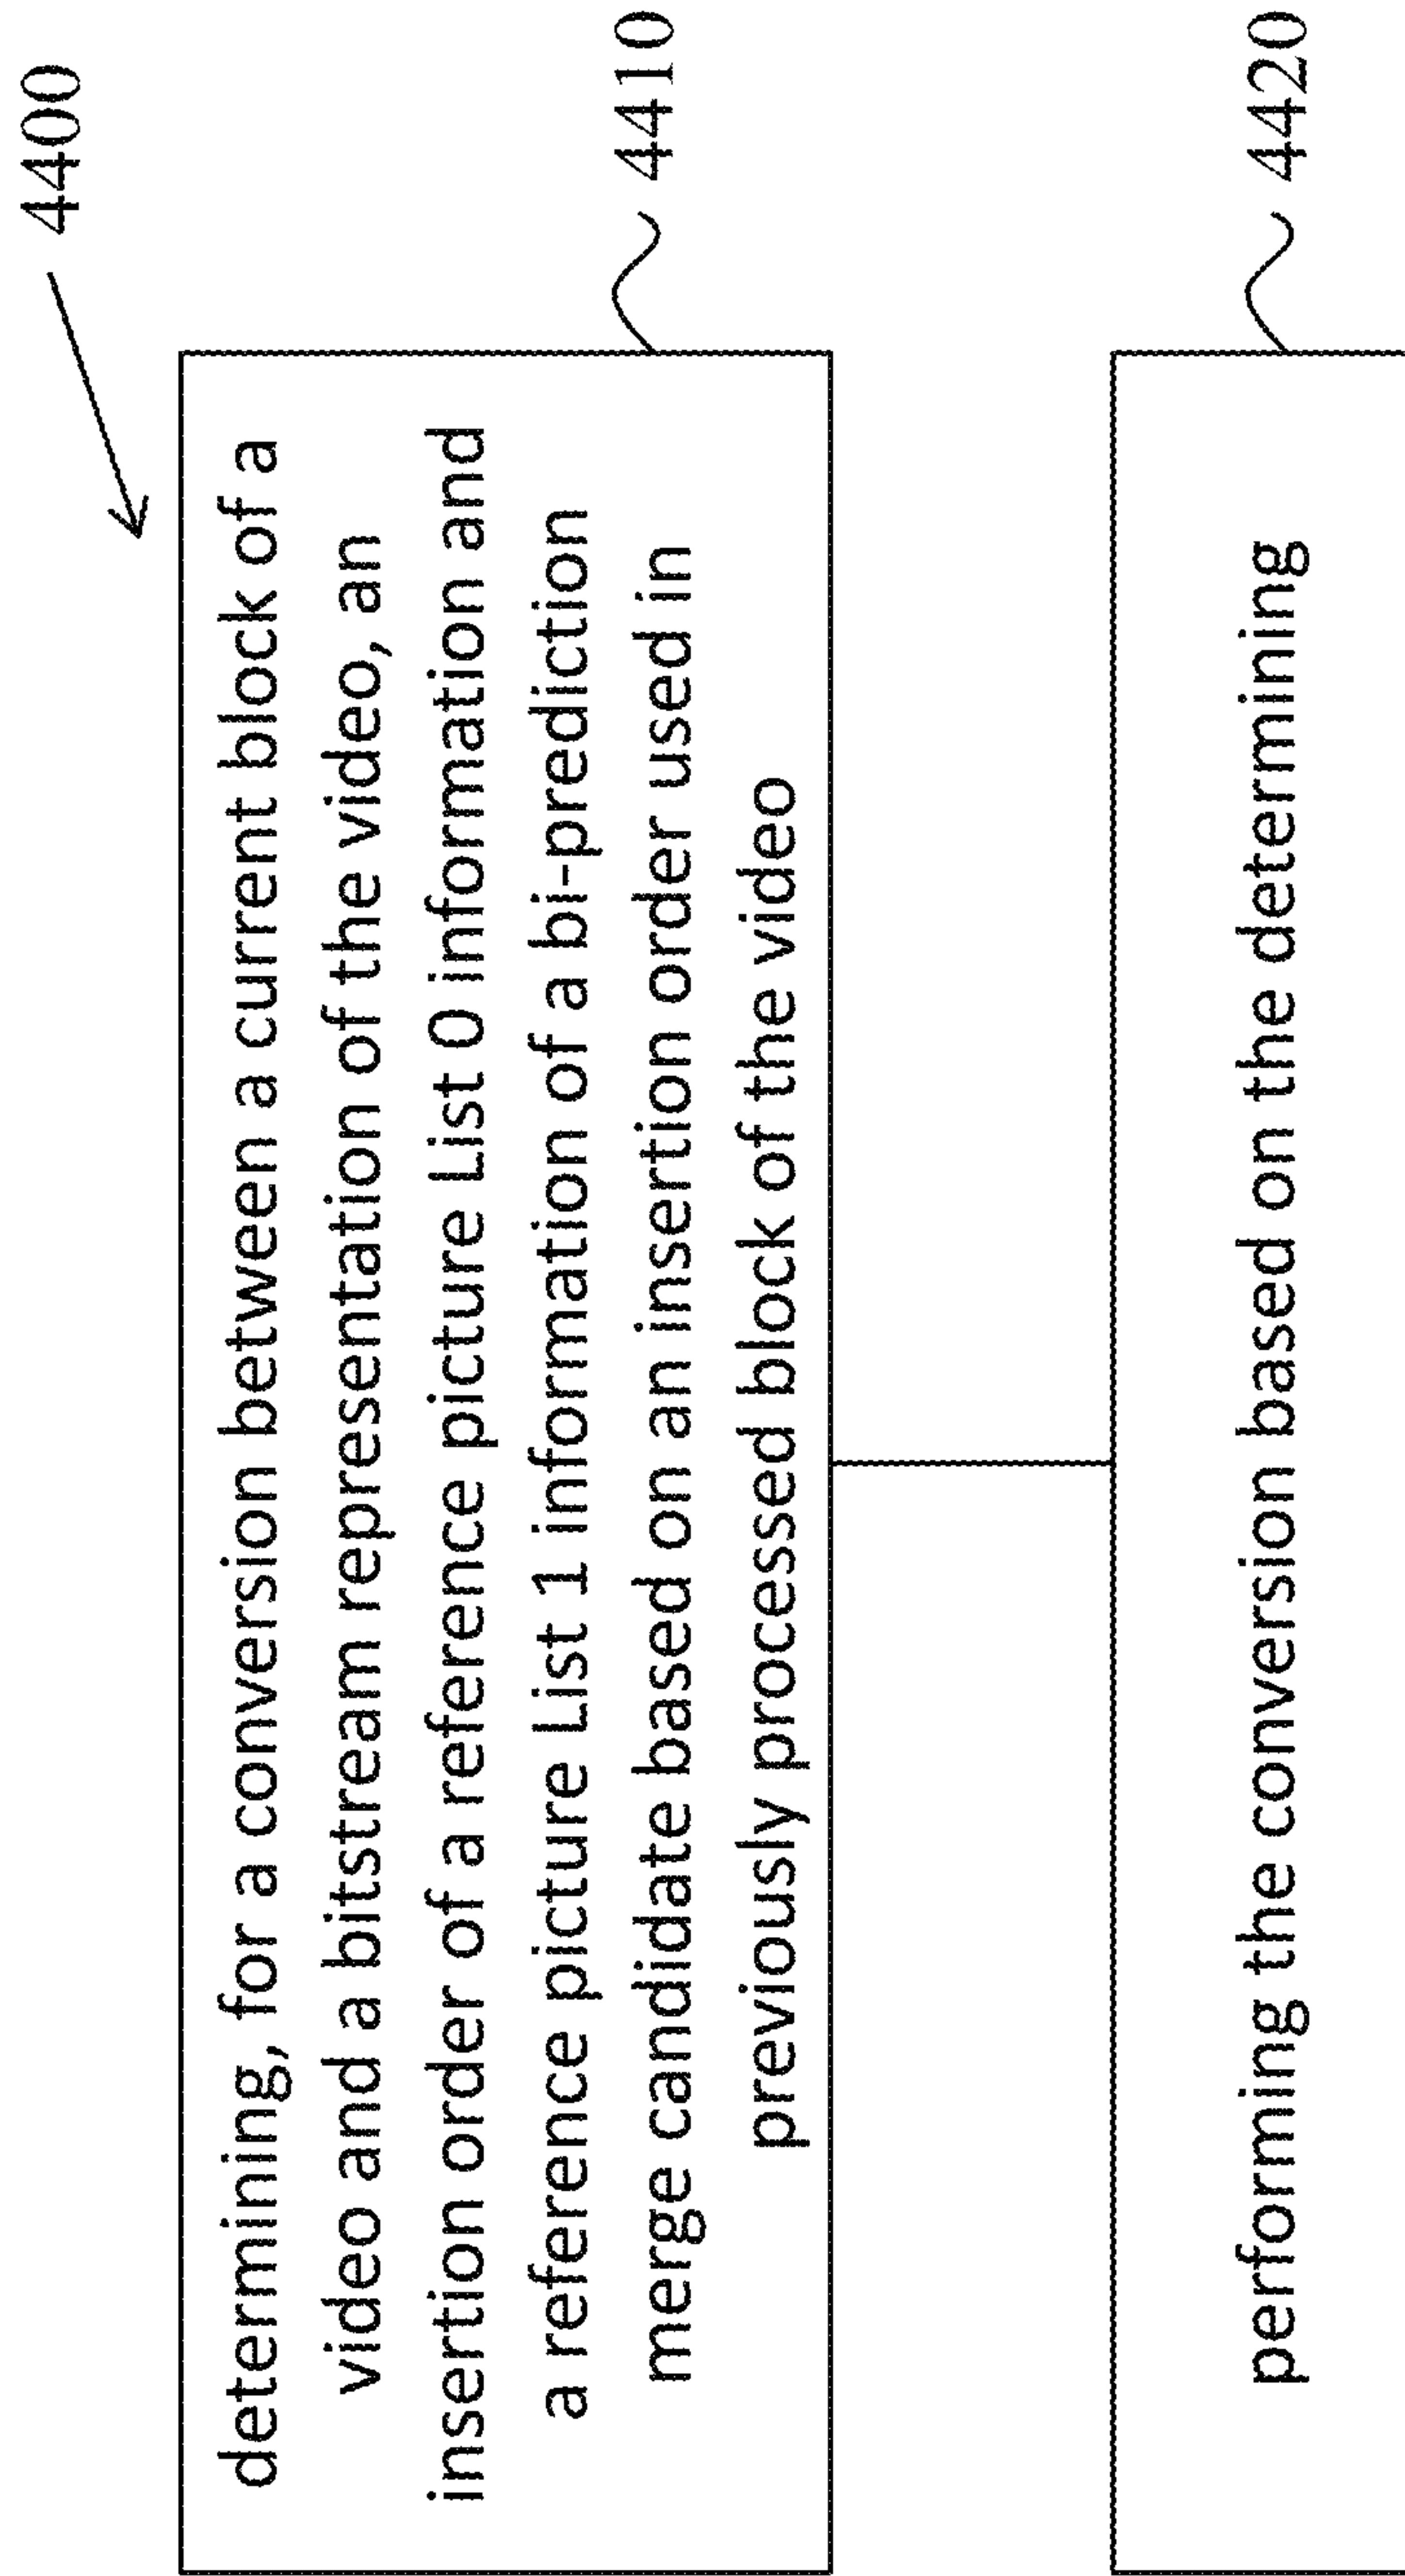 4400
determining, for a conversion between a current block of a
video and a bitstream representation of the video, an
insertion order of a reference picture List 0 information and
a reference picture List 1 information of a bi-prediction
merge candidate based on an insertion order used in
previously processed block of the video
4410
performing the conversion based on the determining
4420